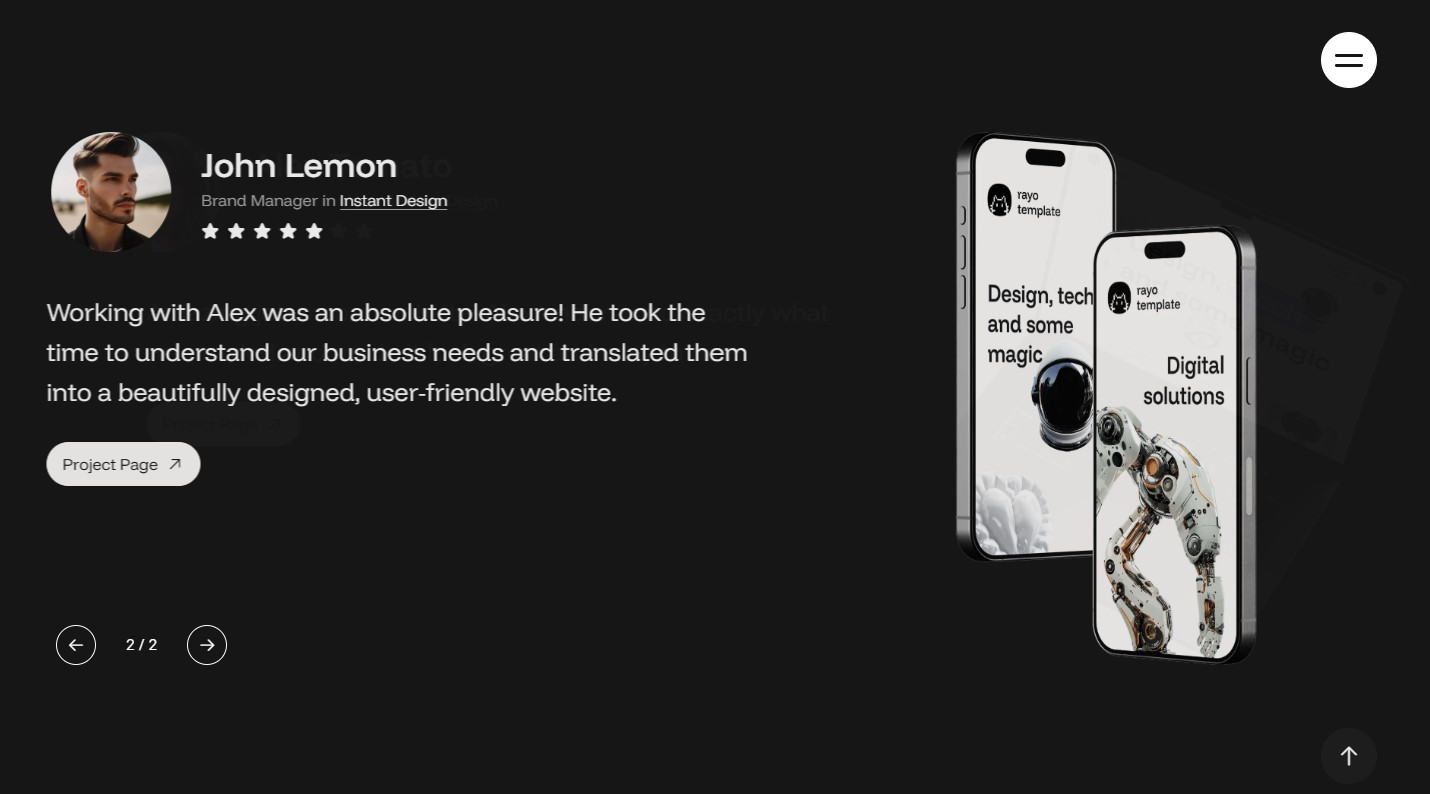 John Lemon
Brand Manager in Instant Design
Working with Alex was an absolute pleasure! He took the
time to understand our business needs and translated them
into a beautifully designed, user-friendly website.
Project Page
2 / 2
rayo
template
Design, tech
and some
magic
rayo
template
Digital
solutions